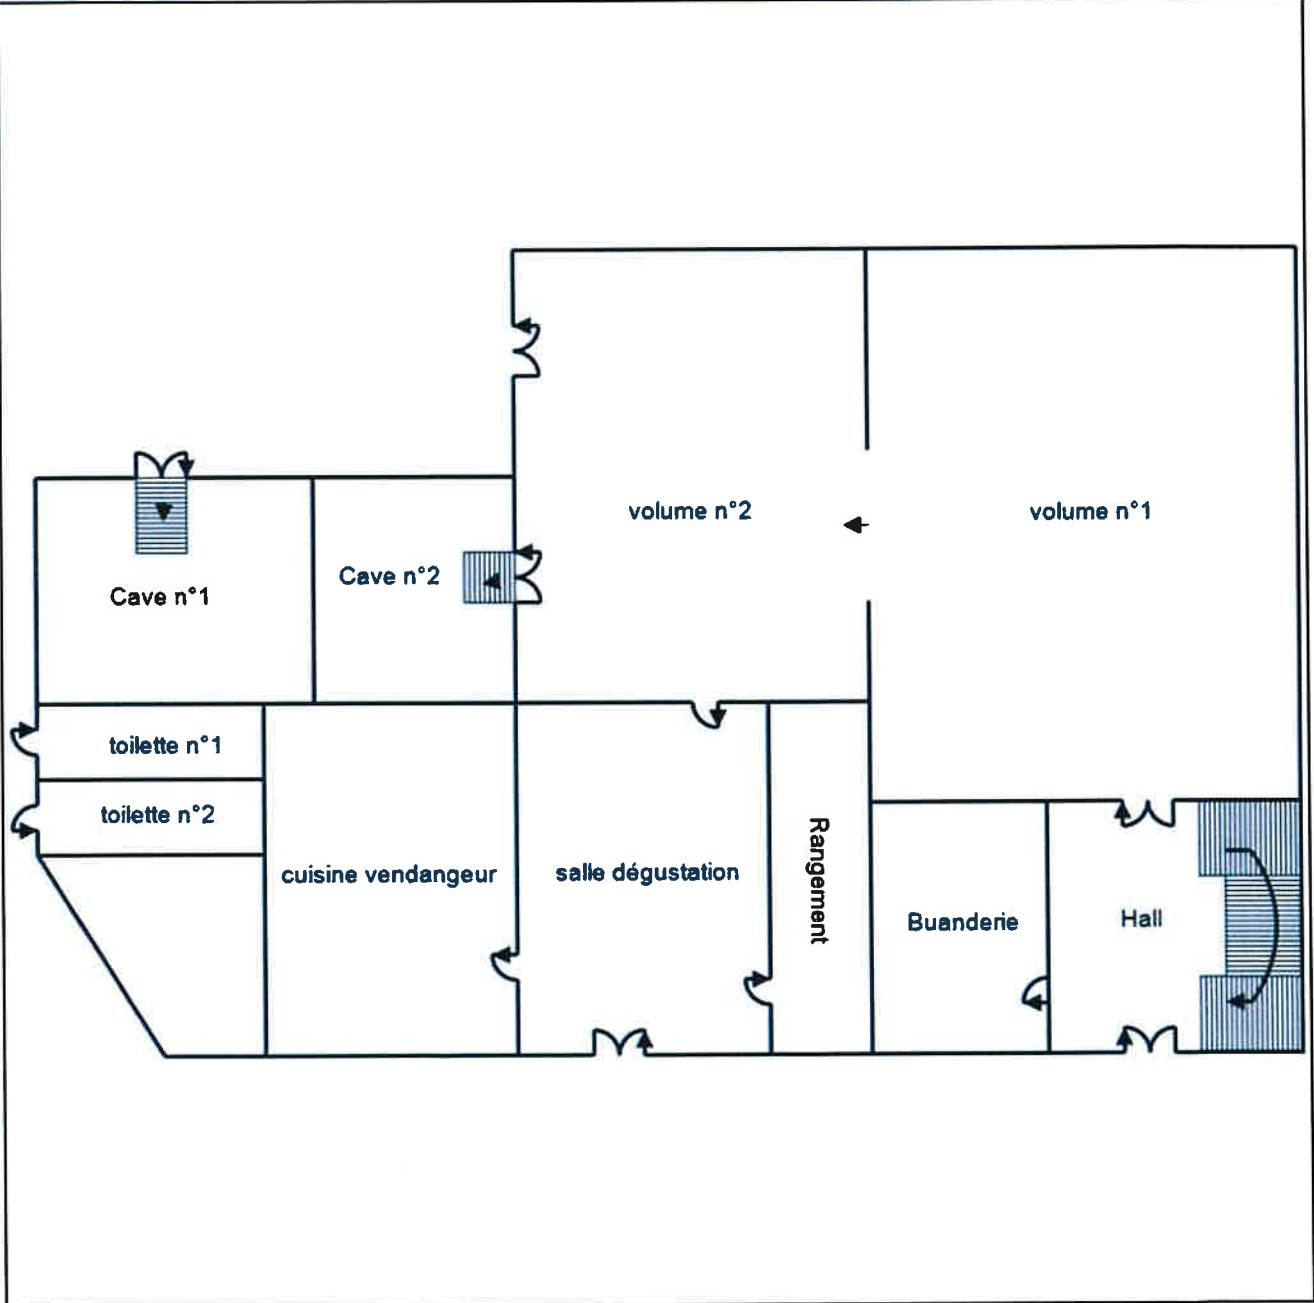 volume n°2
volume n°1
Cave n°2
Cave n°1
toilette n°1
toilette n°2
cuisine vendangeur
salle dégustation
Rangement
Buanderie
Hall